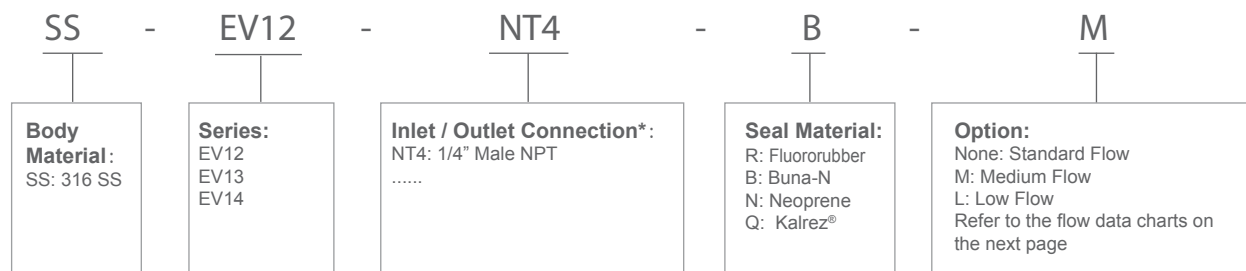 SS - EV12 - NT4 - B - M
Body
Material:
SS: 316 SS
Series:
EV12
EV13
EV14
Inlet / Outlet Connection*:
NT4: 1/4” Male NPT
......
Seal Material:
R: Fluororubber
B: Buna-N
N: Neoprene
Q: Kalrez®
Option:
None: Standard Flow
M: Medium Flow
L: Low Flow
Refer to the flow data charts on
the next page